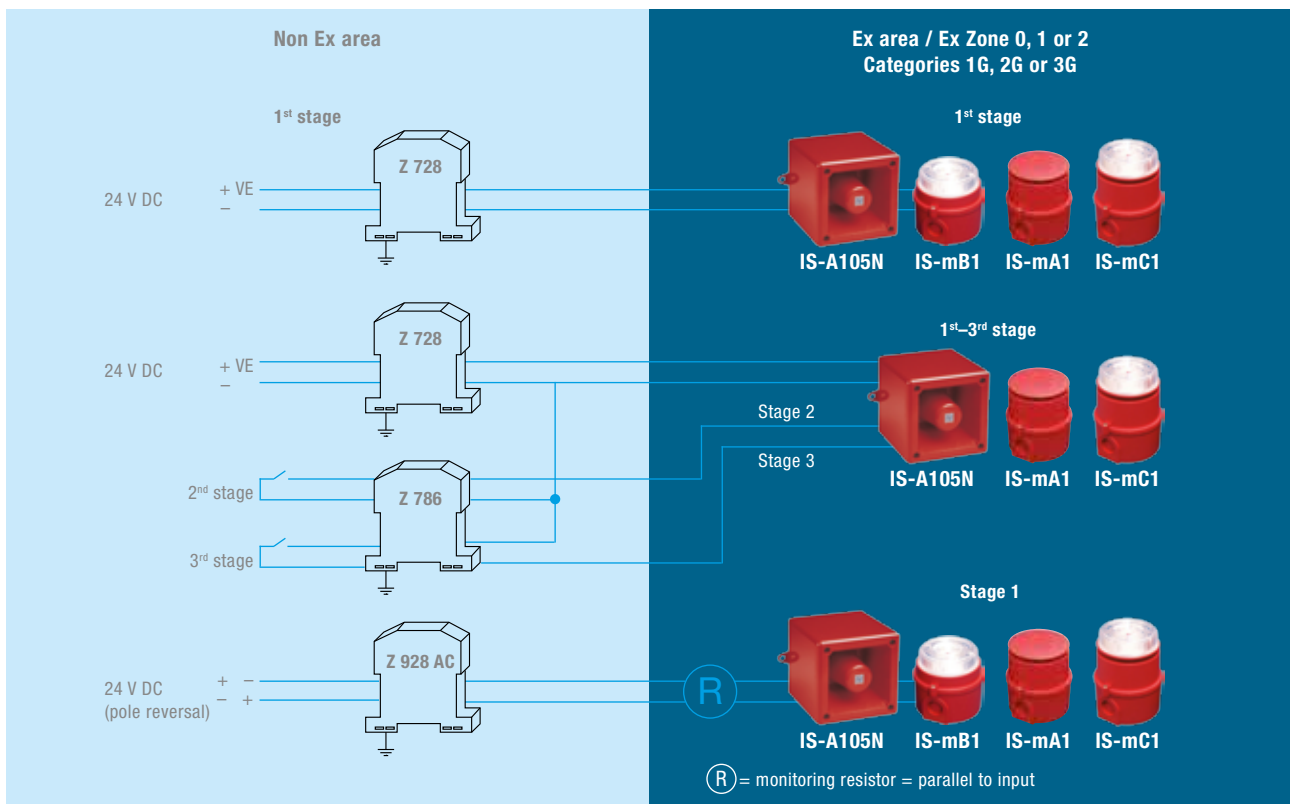 Non Ex area
Ex area / Ex Zone 0, 1 or 2
Categories 1G, 2G or 3G
1st stage
1st stage
Z 728
24 V DC
+ VE
–
IS-A105N
IS-mB1
IS-mA1
IS-mC1
1st–3rd stage
Z 728
24 V DC
+ VE
–
Stage 2
Stage 3
IS-A105N
IS-mA1
IS-mC1
2nd stage
Z 786
3rd stage
Stage 1
Z 928 AC
24 V DC
(pole reversal)
+ –
– +
R
IS-A105N
IS-mB1
IS-mA1
IS-mC1
R = monitoring resistor = parallel to input